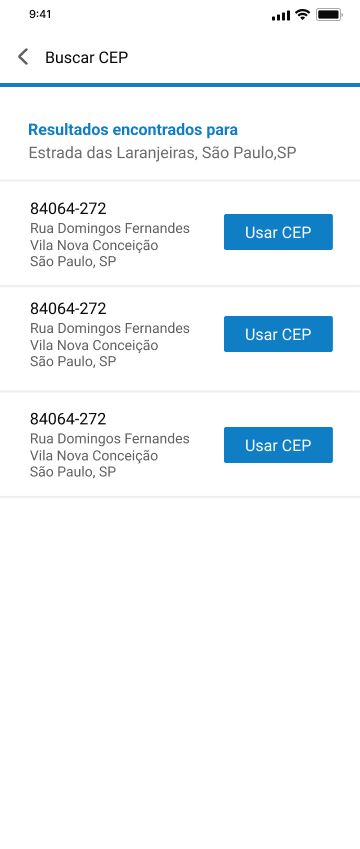 9:41
Buscar CEP
Resultados encontrados para
Estrada das Laranjeiras, São Paulo,SP
84064-272
Rua Domingos Fernandes
Vila Nova Conceição
São Paulo, SP
Usar CEP
84064-272
Rua Domingos Fernandes
Vila Nova Conceição
São Paulo, SP
Usar CEP
84064-272
Rua Domingos Fernandes
Vila Nova Conceição
São Paulo, SP
Usar CEP